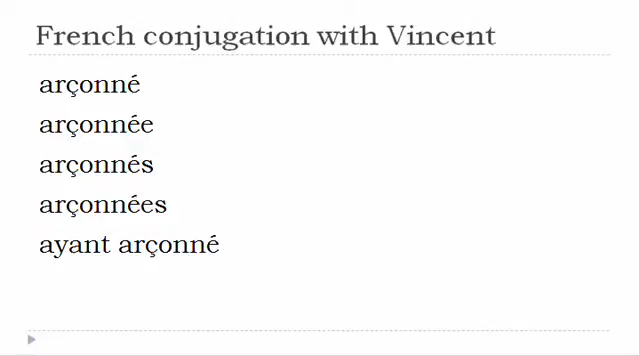 French conjugation with Vincent
arçonné
arçonnée
arçonnés
arçonnées
ayant arçonné